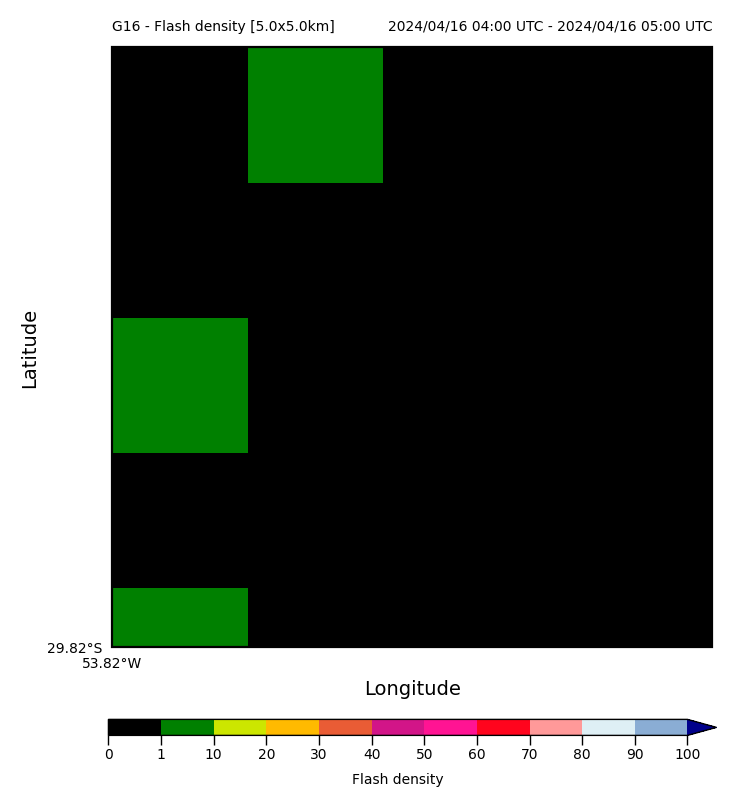 G16 - Flash density [5.0x5.0km] 2024/04/16 04:00 UTC - 2024/04/16 05:00 UTC
Latitude
29.82°S
53.82°W
Longitude
0 1 10 20 30 40 50 60 70 80 90 100
Flash density